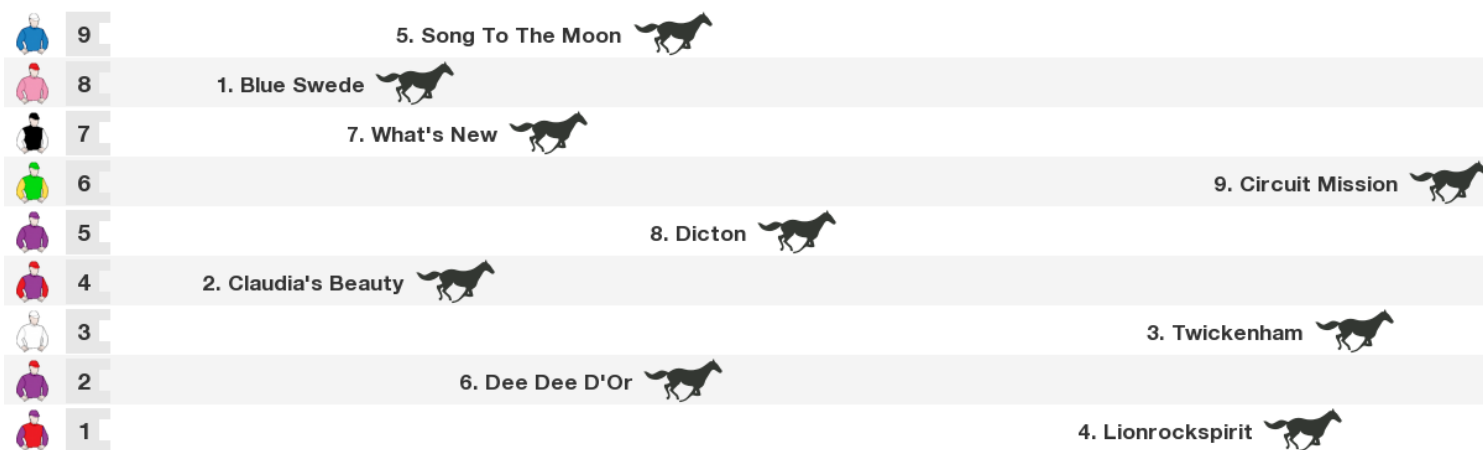 9 5. Song To The Moon
8 1. Blue Swede
7 7. What's New
6 9. Circuit Mission
5 8. Dicton
4 2. Claudia's Beauty
3 3. Twickenham
2 6. Dee Dee D'Or
1 4. Lionrockspirit